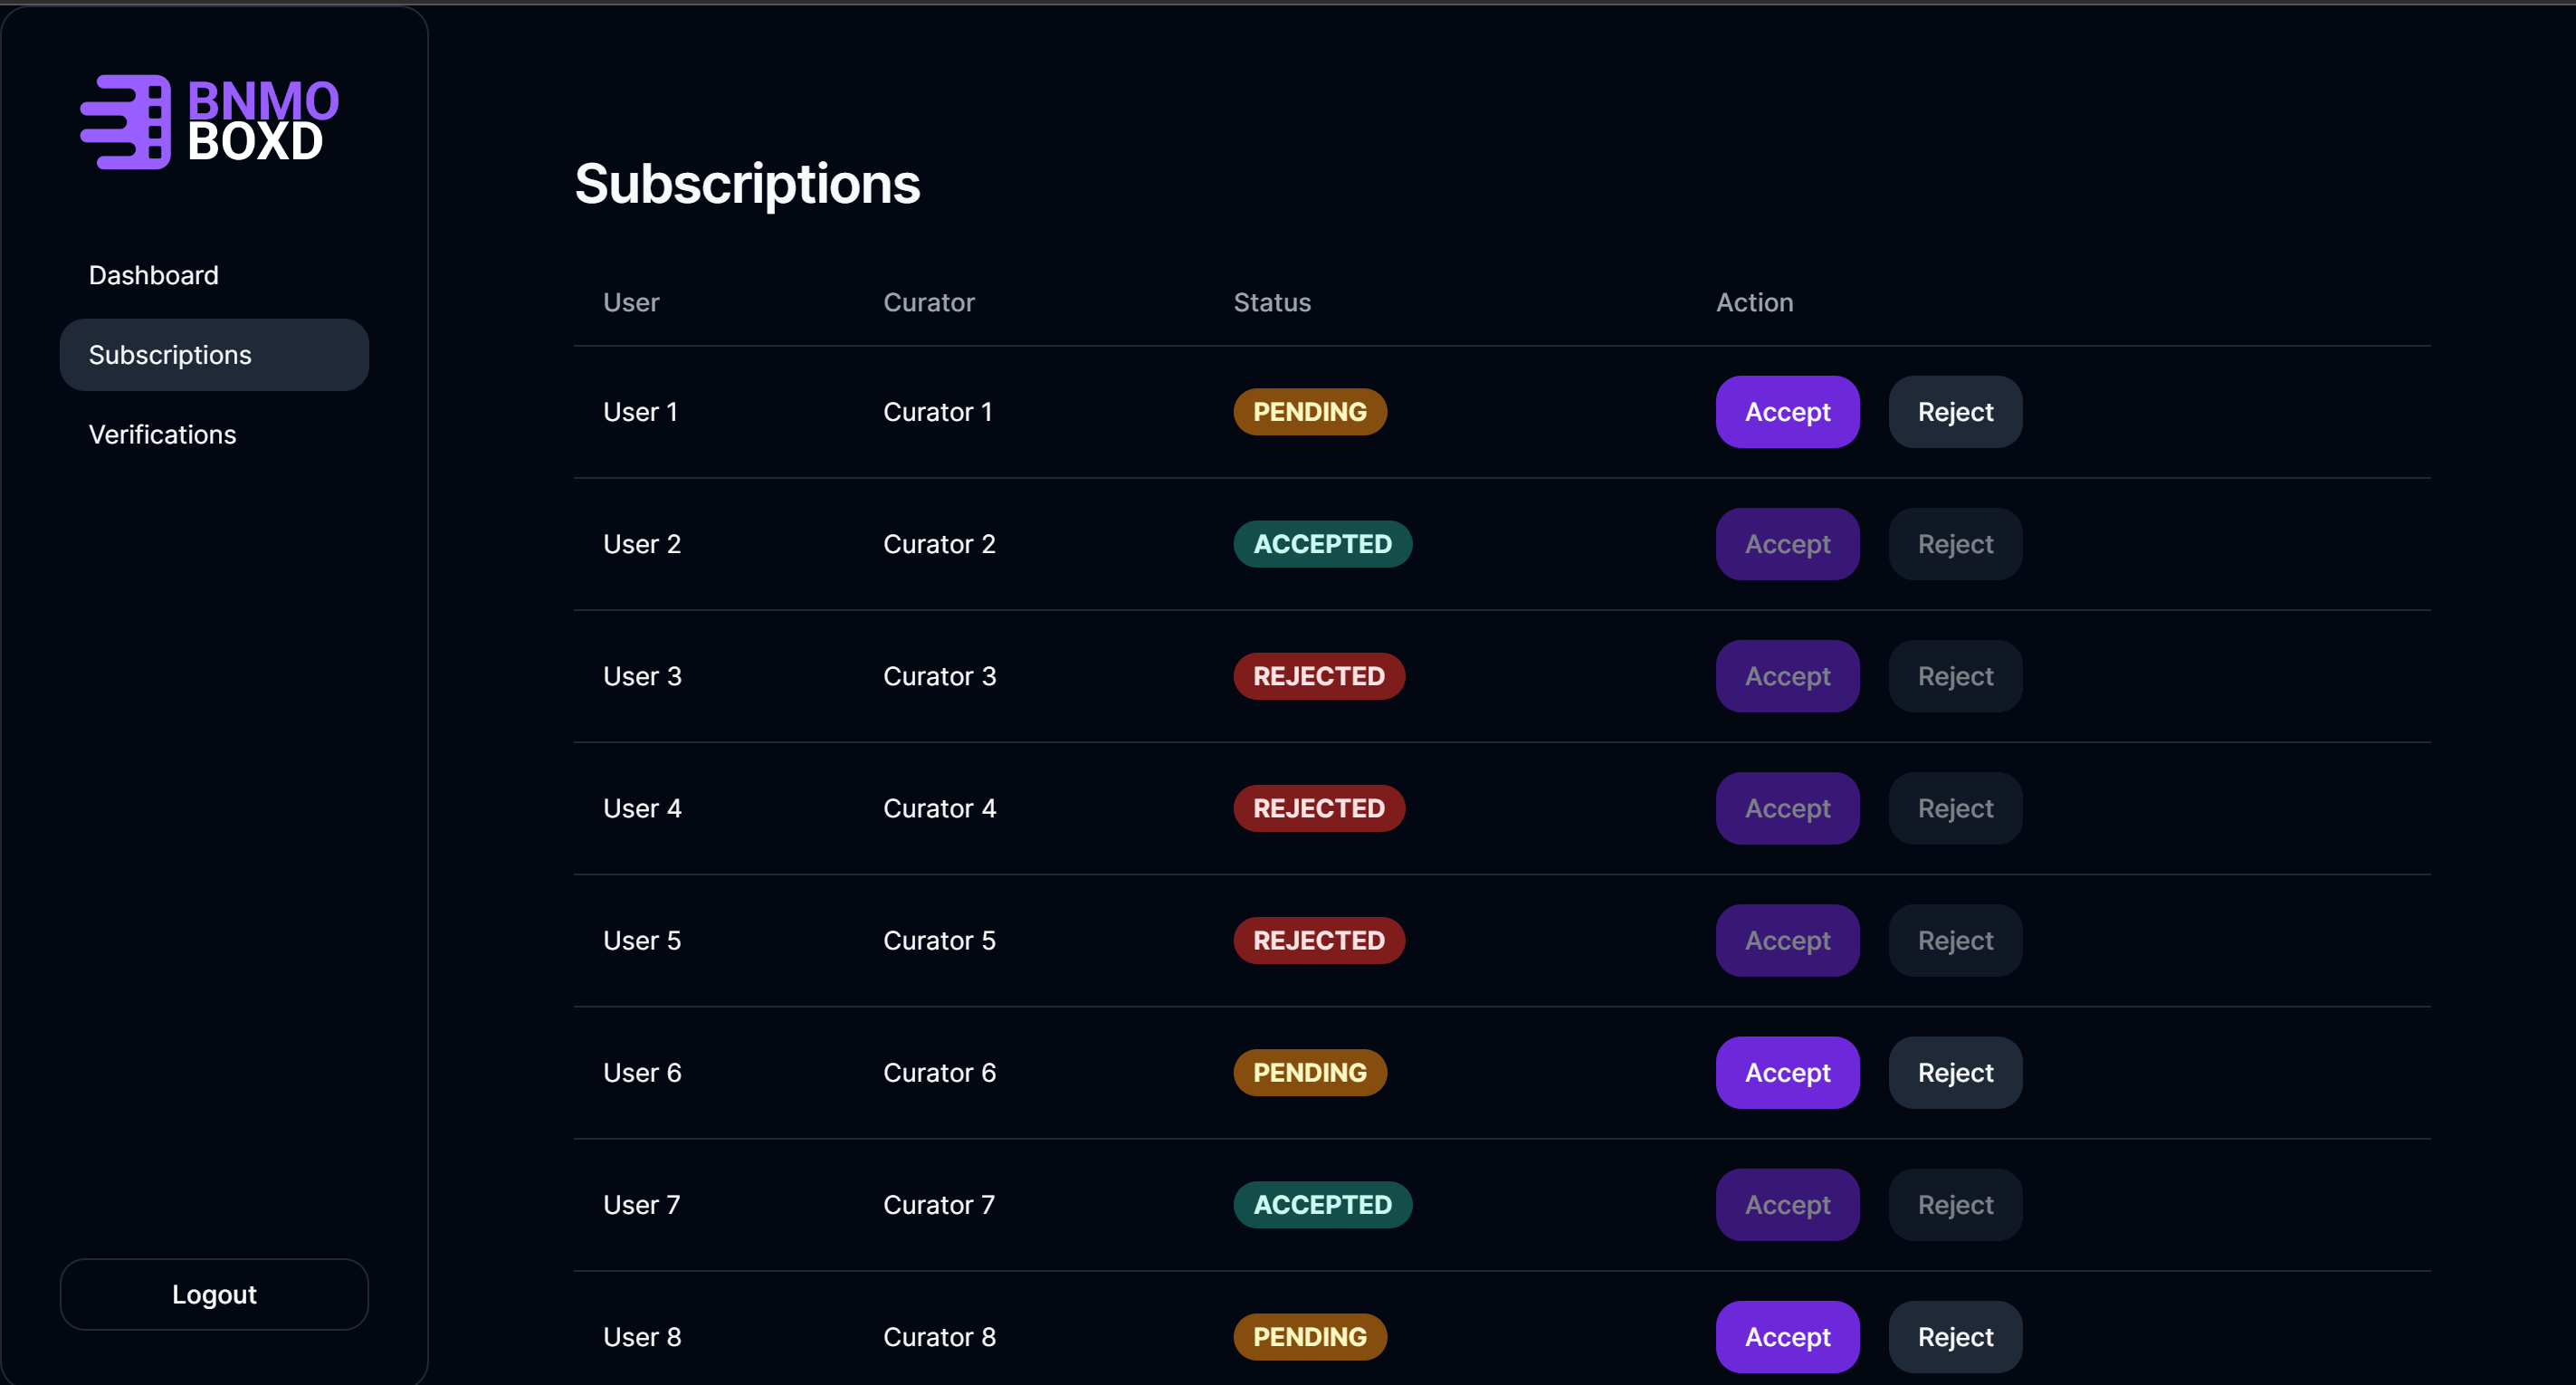 BNMO
BOXD
Dashboard
Subscriptions
Verifications
Logout
Subscriptions
User Curator Status Action
User 1 Curator 1 PENDING Accept Reject
User 2 Curator 2 ACCEPTED Accept Reject
User 3 Curator 3 REJECTED Accept Reject
User 4 Curator 4 REJECTED Accept Reject
User 5 Curator 5 REJECTED Accept Reject
User 6 Curator 6 PENDING Accept Reject
User 7 Curator 7 ACCEPTED Accept Reject
User 8 Curator 8 PENDING Accept Reject